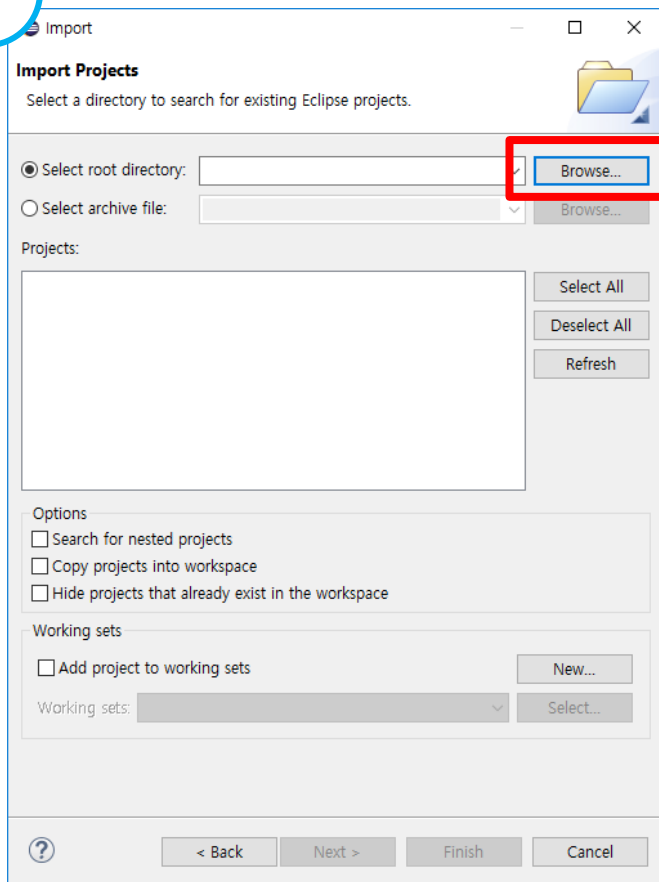 Import
Import Projects
Select a directory to search for existing Eclipse projects.
Select root directory:
Browse...
Select archive file:
Browse...
Projects:
Select All
Deselect All
Refresh
Options
Search for nested projects
Copy projects into workspace
Hide projects that already exist in the workspace
Working sets
Add project to working sets
New...
Working sets:
Select...
?
< Back
Next >
Finish
Cancel